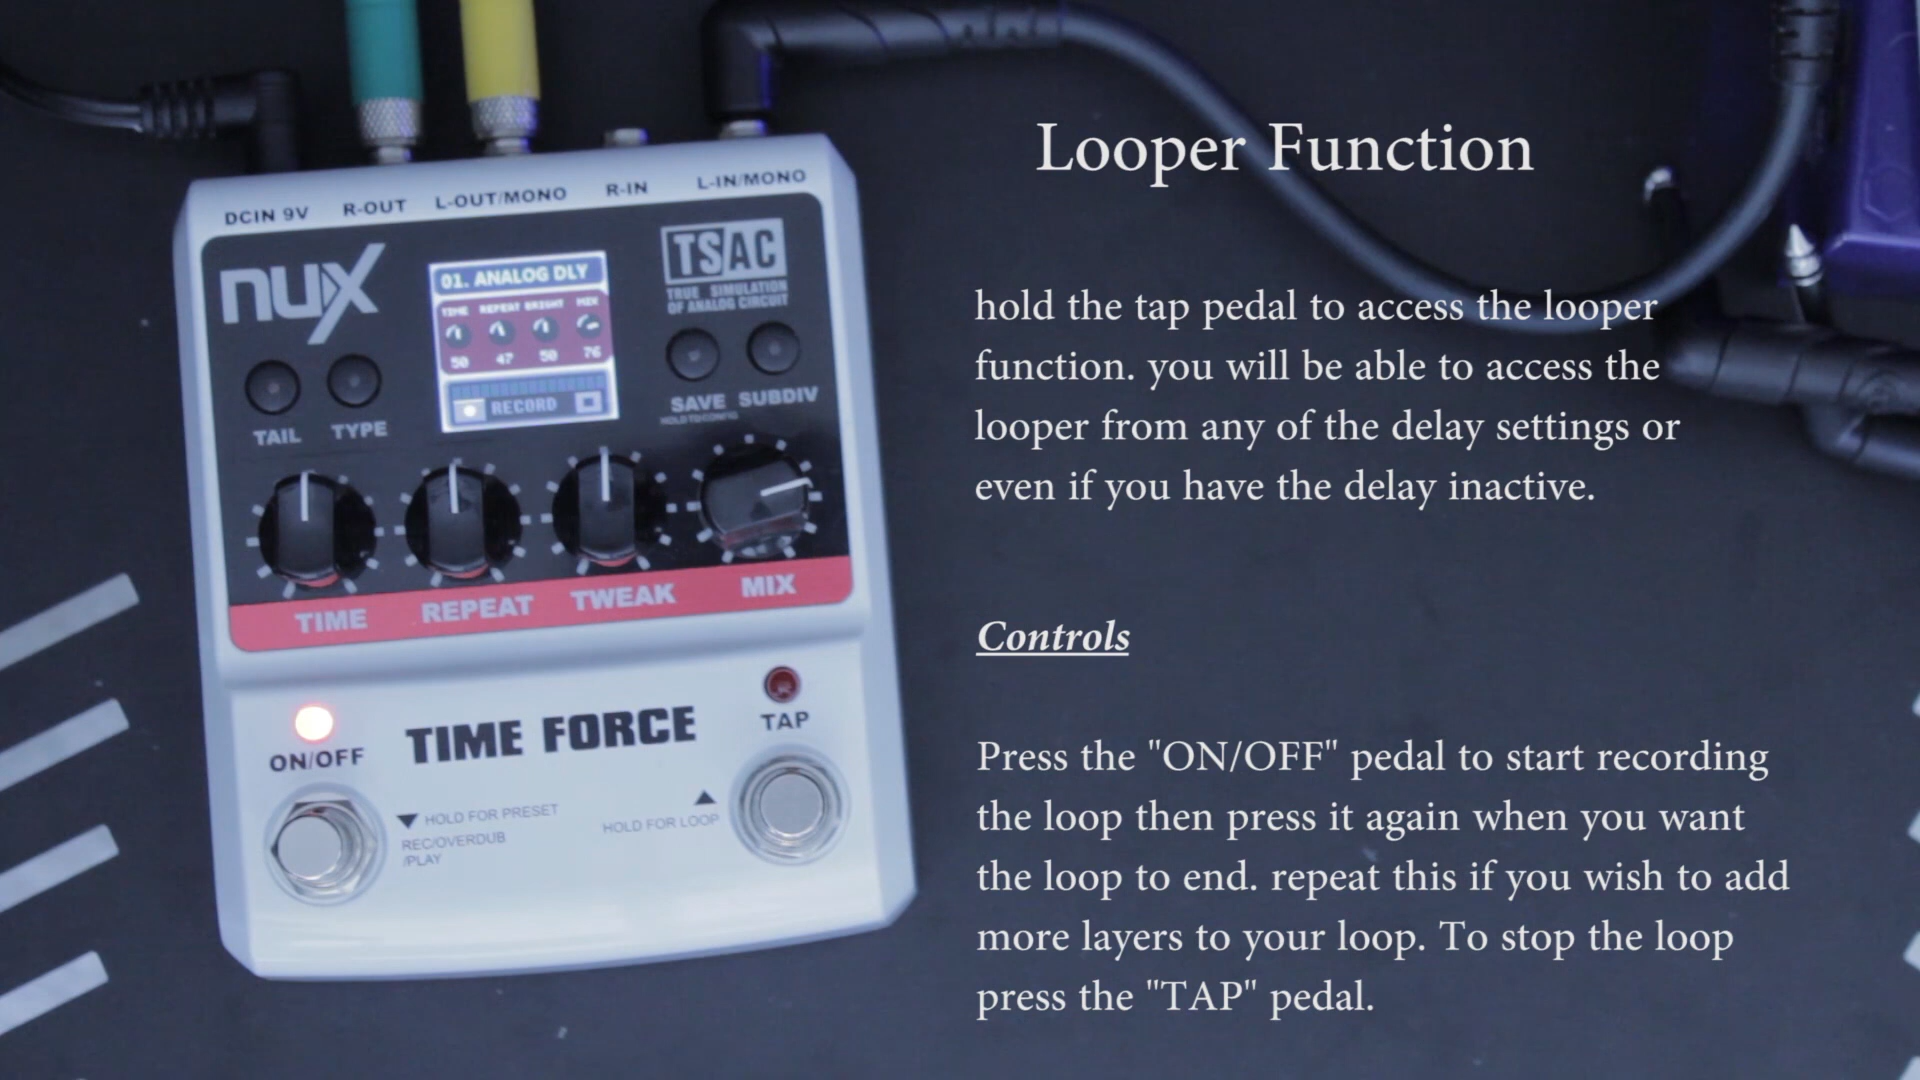 Looper Function
hold the tap pedal to access the looper
function. you will be able to access the
looper from any of the delay settings or
even if you have the delay inactive.
Controls
Press the "ON/OFF" pedal to start recording
the loop then press it again when you want
the loop to end. repeat this if you wish to add
more layers to your loop. To stop the loop
press the "TAP" pedal.
DCIN 9V R-OUT L-OUT/MONO R-IN L-IN/MONO
nux
01. ANALOG DLY
TIME REPEAT BRIGHT MIX
50 47 50 76
RECORD
TSAC
TRUE SIMULATION
OF ANALOG CIRCUIT
TAIL TYPE
SAVE SUBDIV
HOLD TO CONFIG
TIME REPEAT TWEAK MIX
ON/OFF
TIME FORCE
TAP
▼ HOLD FOR PRESET
REC/OVERDUB
/PLAY
▲
HOLD FOR LOOP